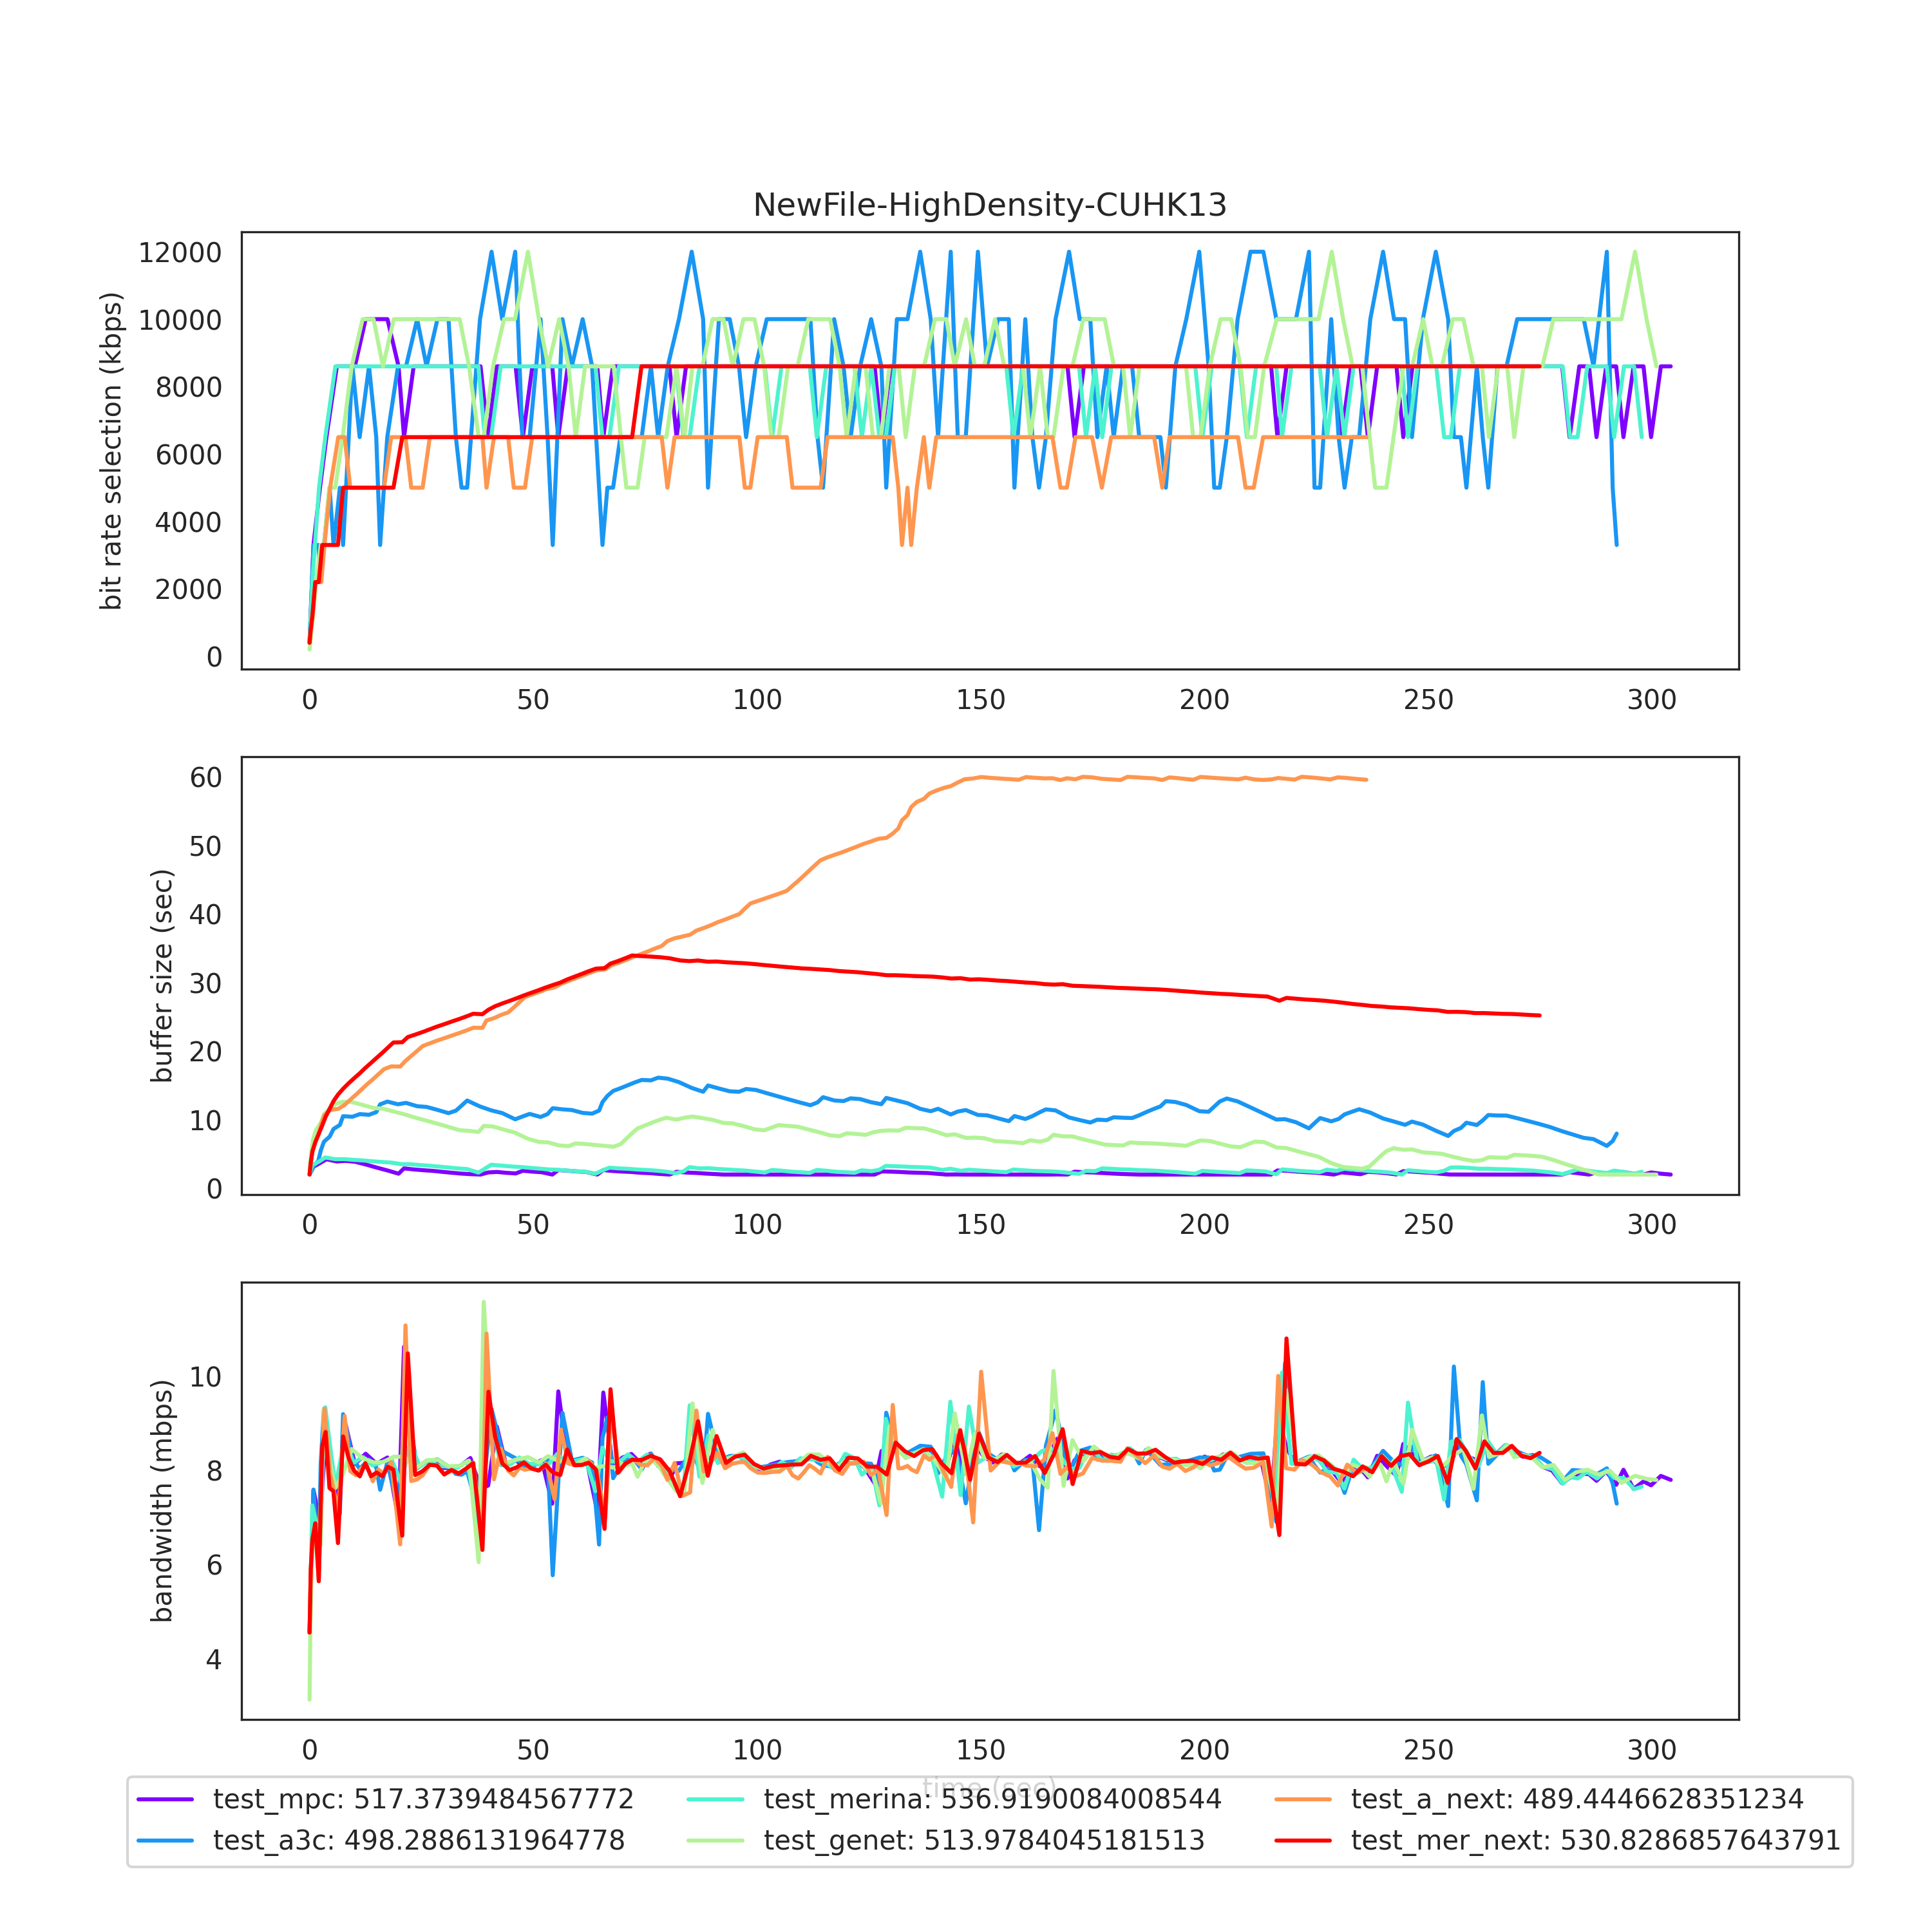 NewFile-HighDensity-CUHK13
bit rate selection (kbps)
12000
10000
8000
6000
4000
2000
0
0 50 100 150 200 250 300
buffer size (sec)
60
50
40
30
20
10
0
0 50 100 150 200 250 300
bandwidth (mbps)
10
8
6
4
0 50 100 150 200 250 300
time (sec)
test_mpc: 517.3739484567772 test_merina: 536.9190084008544 test_a_next: 489.4446628351234
test_a3c: 498.2886131964778 test_genet: 513.9784045181513 test_mer_next: 530.8286857643791